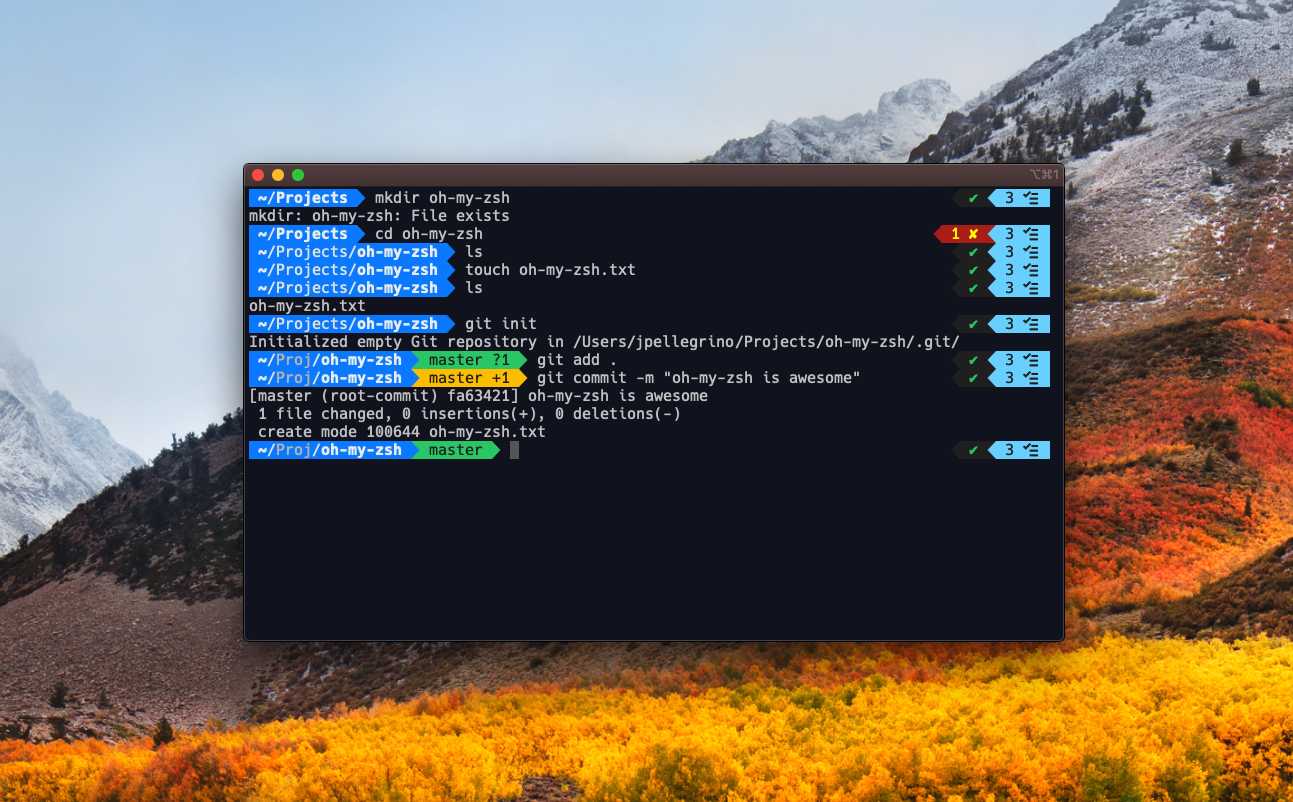 ⌥⌘1
~/Projects mkdir oh-my-zsh ✔ 3
mkdir: oh-my-zsh: File exists
~/Projects cd oh-my-zsh 1 ✘ 3
~/Projects/oh-my-zsh ls ✔ 3
~/Projects/oh-my-zsh touch oh-my-zsh.txt ✔ 3
~/Projects/oh-my-zsh ls ✔ 3
oh-my-zsh.txt
~/Projects/oh-my-zsh git init ✔ 3
Initialized empty Git repository in /Users/jpellegrino/Projects/oh-my-zsh/.git/
~/Proj/oh-my-zsh master ?1 git add . ✔ 3
~/Proj/oh-my-zsh master +1 git commit -m "oh-my-zsh is awesome" ✔ 3
[master (root-commit) fa63421] oh-my-zsh is awesome
1 file changed, 0 insertions(+), 0 deletions(-)
create mode 100644 oh-my-zsh.txt
~/Proj/oh-my-zsh master ✔ 3